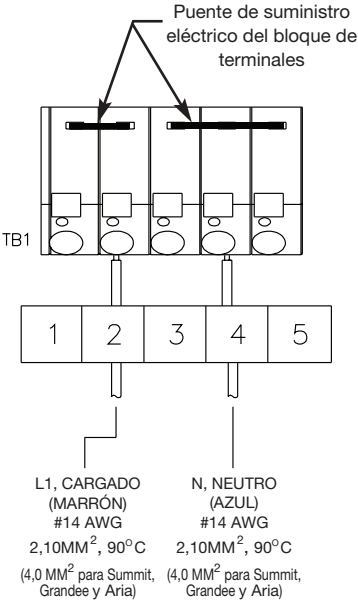 Puente de suministro
eléctrico del bloque de
terminales
TB1
1 2 3 4 5
L1, CARGADO
(MARRÓN)
#14 AWG
2,10MM², 90°C
(4,0 MM² para Summit,
Grandee y Aria)
N, NEUTRO
(AZUL)
#14 AWG
2,10MM², 90°C
(4,0 MM² para Summit,
Grandee y Aria)